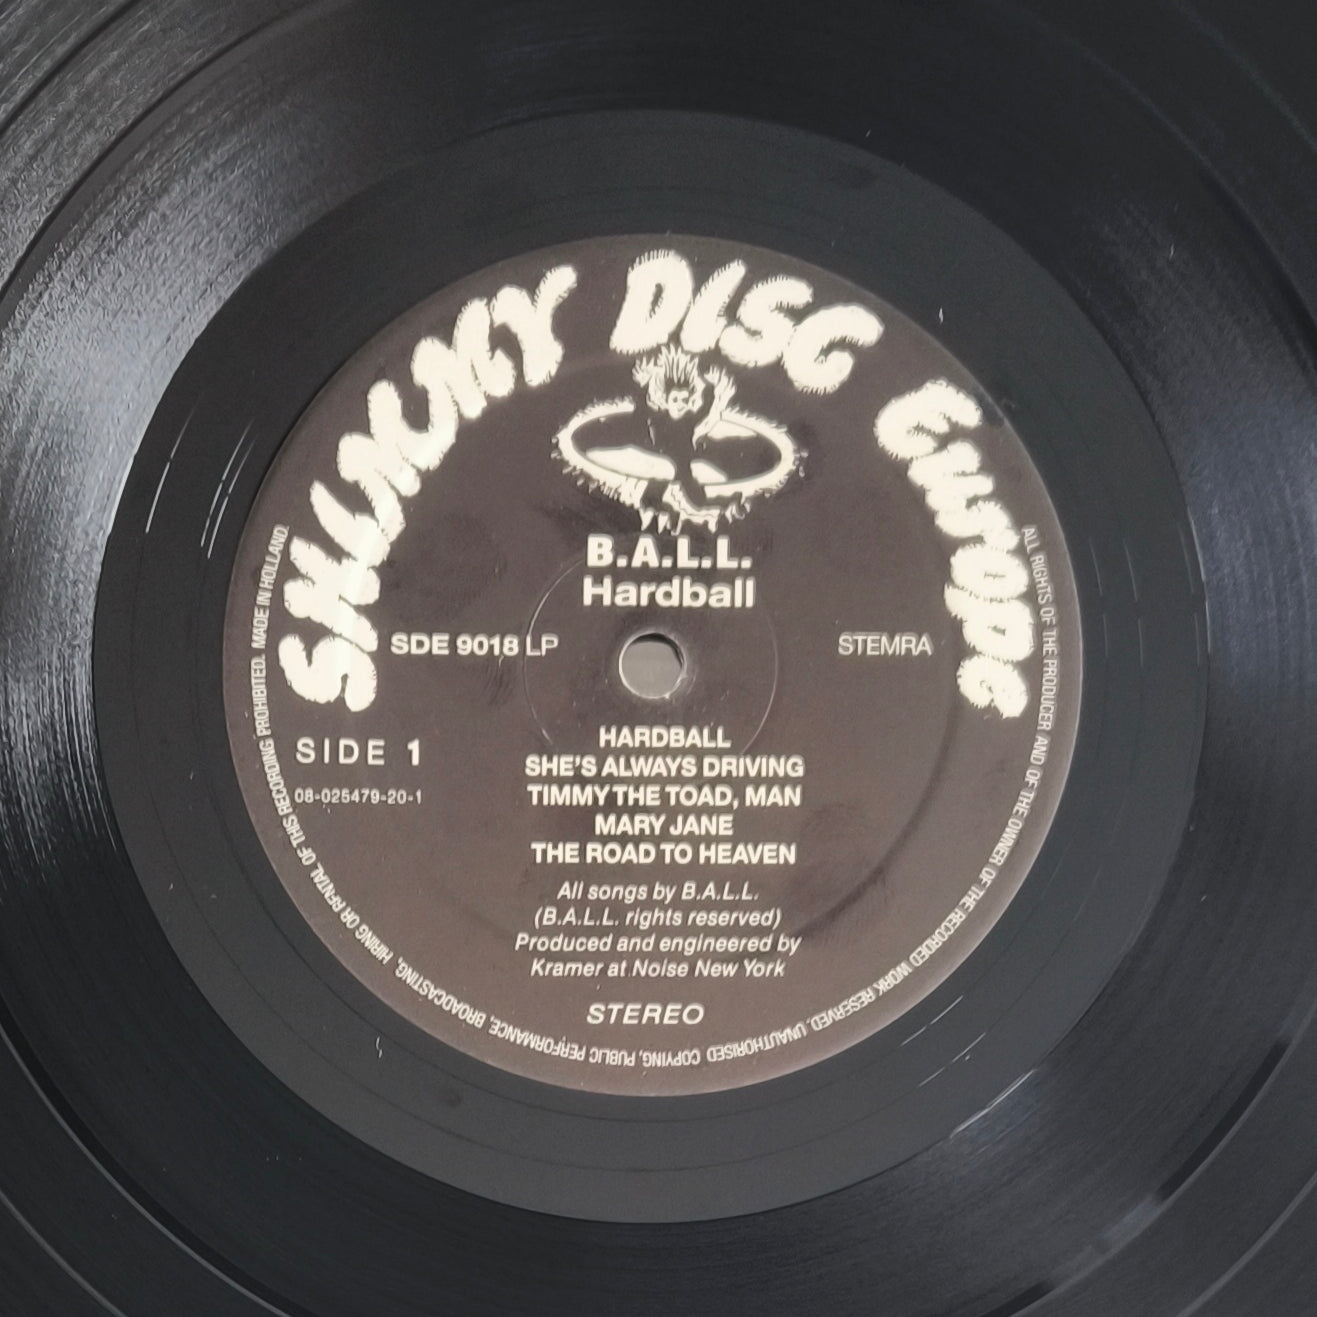 SHIMMY DISC Europe
B.A.L.L.
Hardball
SDE 9018 LP
STEMRA
SIDE 1
08-025479-20-1
HARDBALL
SHE'S ALWAYS DRIVING
TIMMY THE TOAD, MAN
MARY JANE
THE ROAD TO HEAVEN
All songs by B.A.L.L.
(B.A.L.L. rights reserved)
Produced and engineered by
Kramer at Noise New York
STEREO
ALL RIGHTS OF THE PRODUCER AND OF THE OWNER OF THE RECORDED WORK RESERVED. UNAUTHORISED COPYING, PUBLIC PERFORMANCE, BROADCASTING, HIRING OR RENTAL OF THIS RECORDING PROHIBITED. MADE IN HOLLAND.